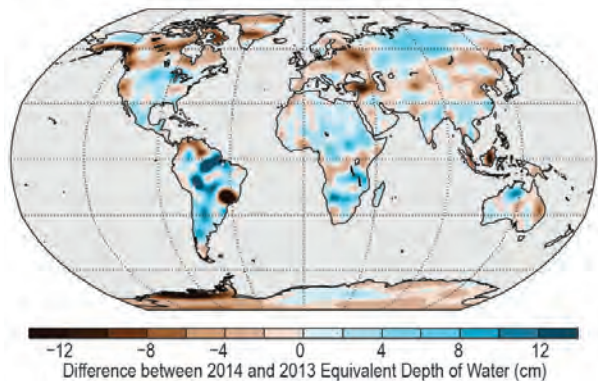 −12 −8 −4 0 4 8 12
Difference between 2014 and 2013 Equivalent Depth of Water (cm)